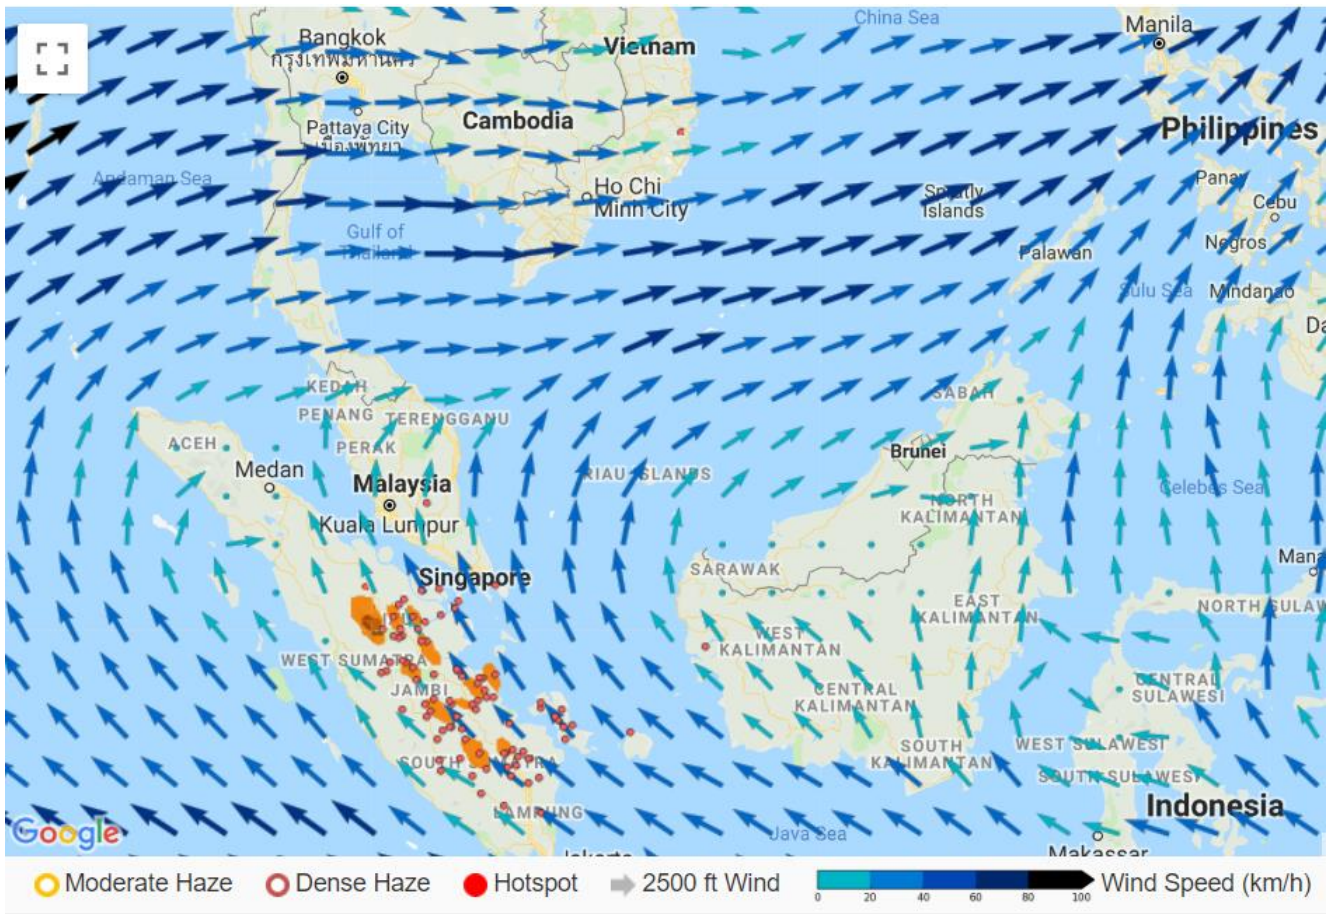 China Sea
Manila
Bangkok
กรุงเทพมหานคร
Vietnam
Pattaya City
เมืองพัทยา
Cambodia
Philippines
Andaman Sea
Ho Chi
Minh City
Spratly
Islands
Panay
Cebu
Gulf of
Thailand
Negros
Palawan
Sulu Sea
Mindanao
Da
KEDAH
PENANG
TERENGGANU
SABAH
ACEH
PERAK
Brunei
Medan
Malaysia
RIAU ISLANDS
Celebes Sea
Kuala Lumpur
NORTH
KALIMANTAN
Singapore
SARAWAK
Mana
EAST
KALIMANTAN
NORTH SULAW
WEST
KALIMANTAN
WEST SUMATRA
JAMBI
CENTRAL
KALIMANTAN
CENTRAL
SULAWESI
SOUTH SUMATRA
SOUTH
KALIMANTAN
WEST SULAWESI
SOUTH SULAWESI
LAMPUNG
Indonesia
Google
Java Sea
Jakarta
Makassar
Moderate Haze
Dense Haze
Hotspot
2500 ft Wind
0 20 40 60 80 100
Wind Speed (km/h)